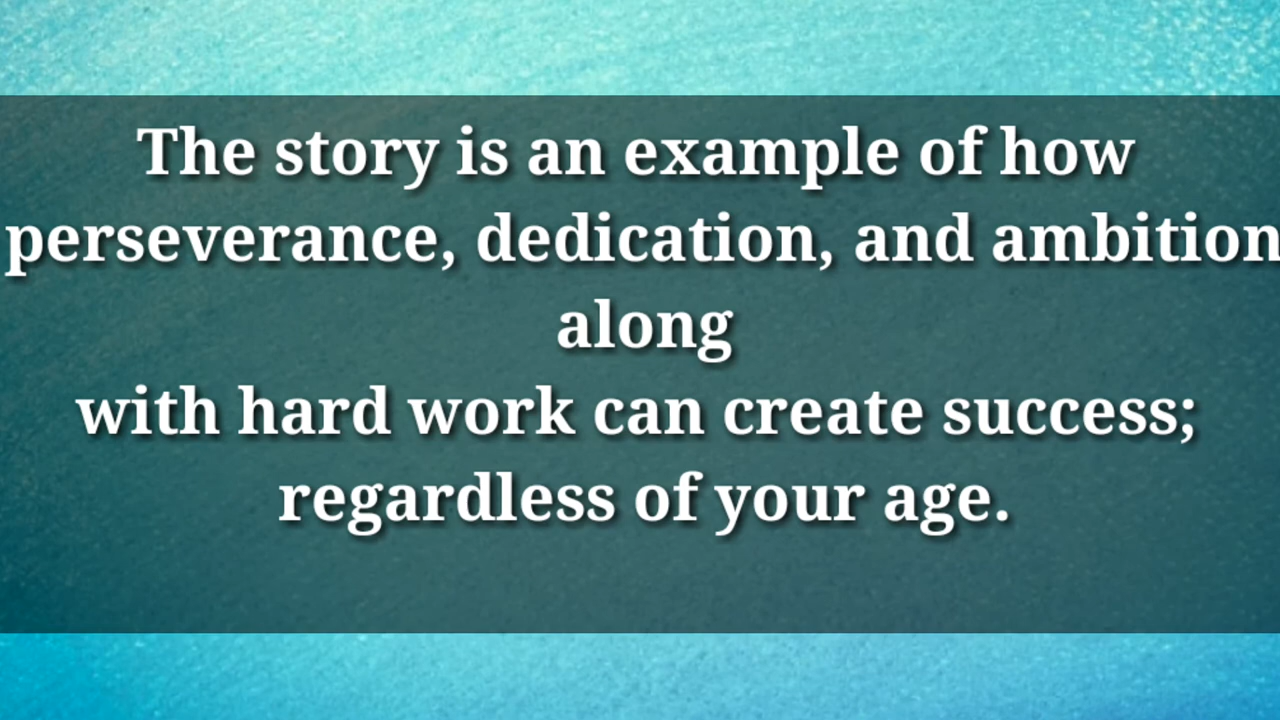 The story is an example of how
perseverance, dedication, and ambition
along
with hard work can create success;
regardless of your age.